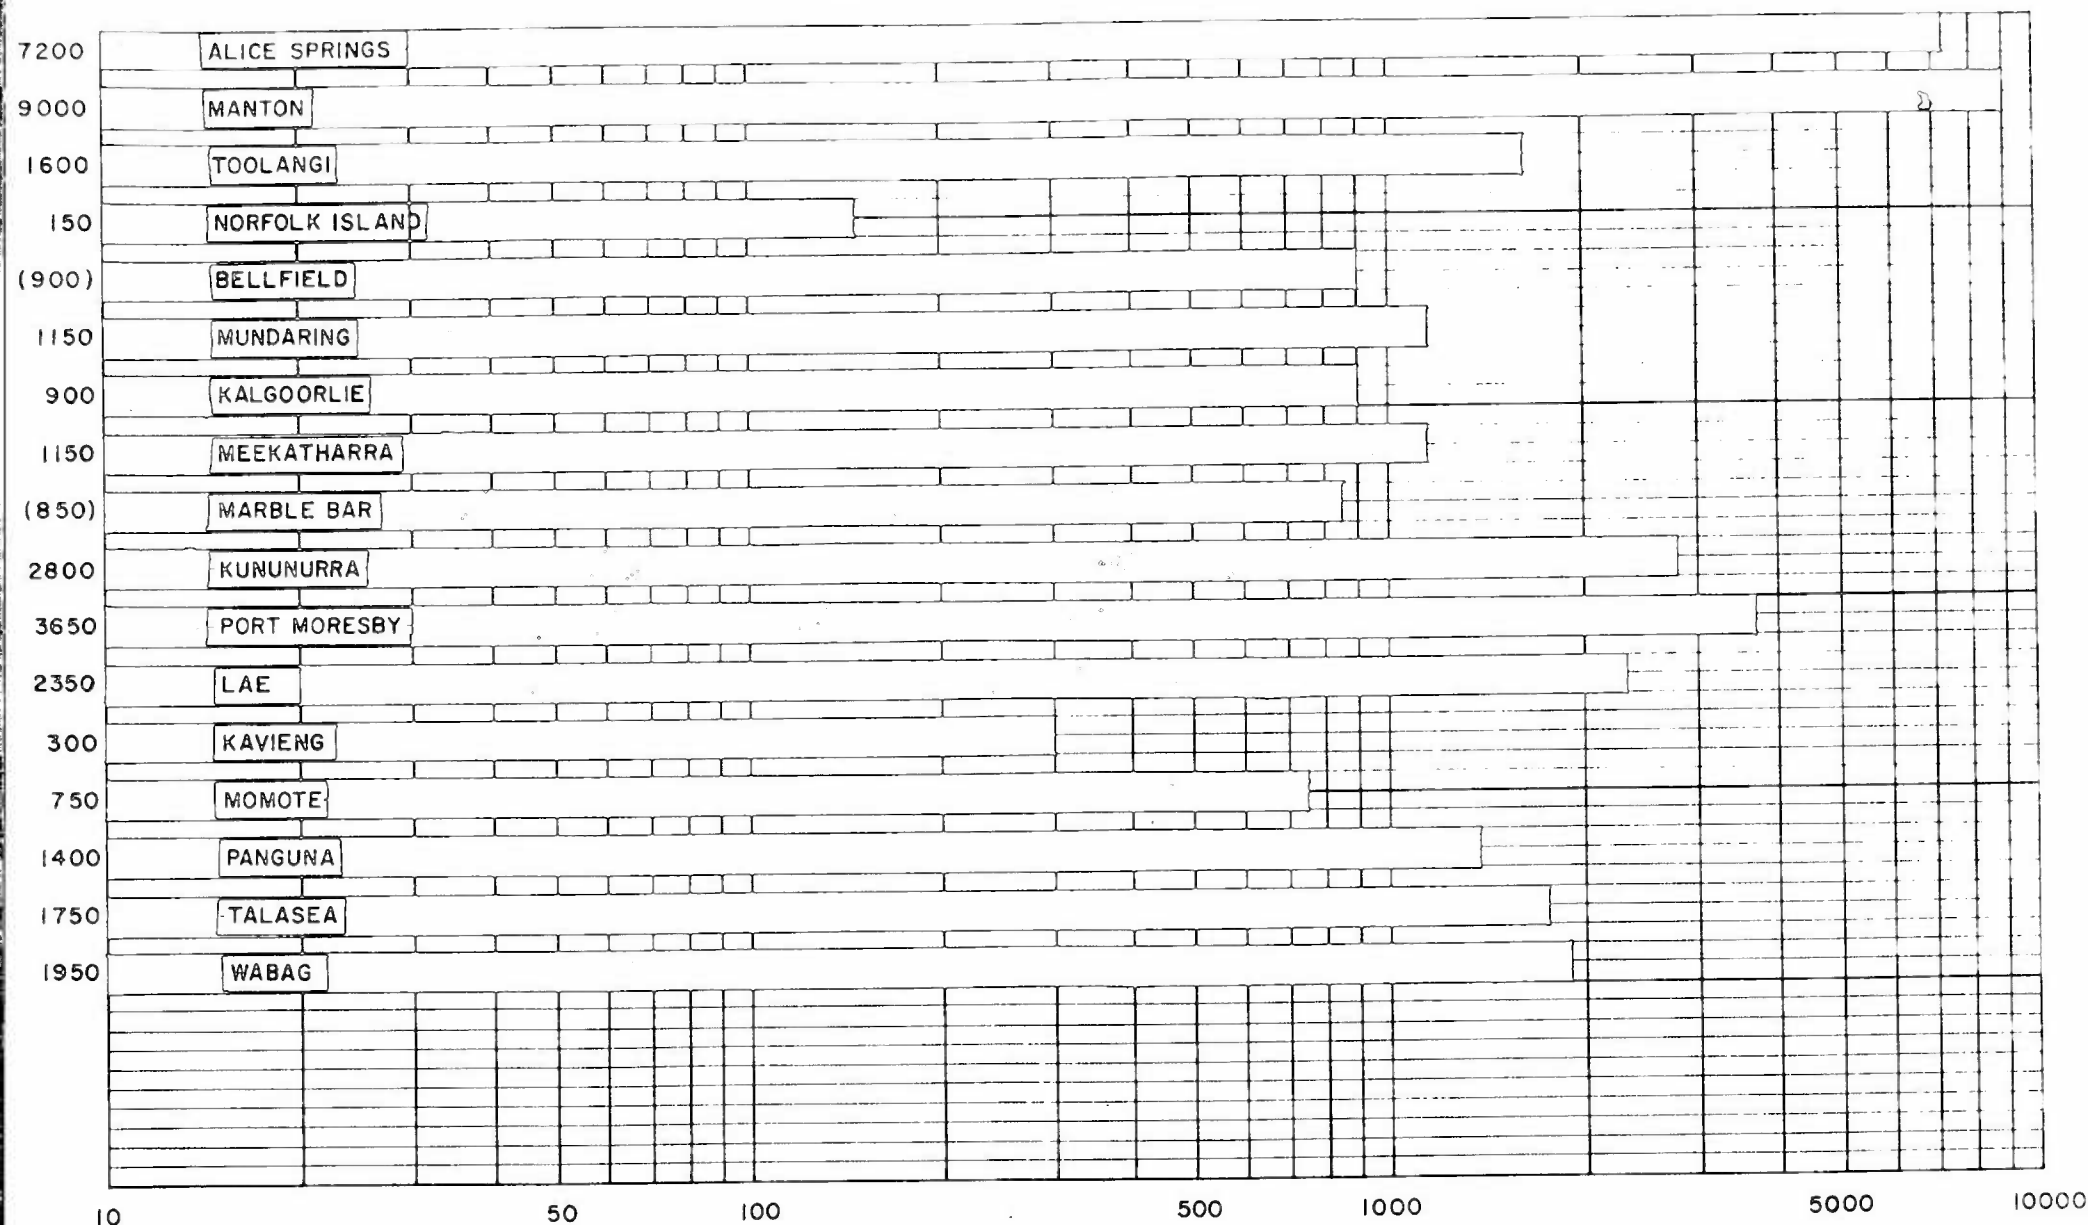 7200 ALICE SPRINGS
9000 MANTON
1600 TOOLANGI
150 NORFOLK ISLAND
(900) BELLFIELD
1150 MUNDARING
900 KALGOORLIE
1150 MEEKATHARRA
(850) MARBLE BAR
2800 KUNUNURRA
3650 PORT MORESBY
2350 LAE
300 KAVIENG
750 MOMOTE
1400 PANGUNA
1750 TALASEA
1950 WABAG
10 50 100 500 1000 5000 10000